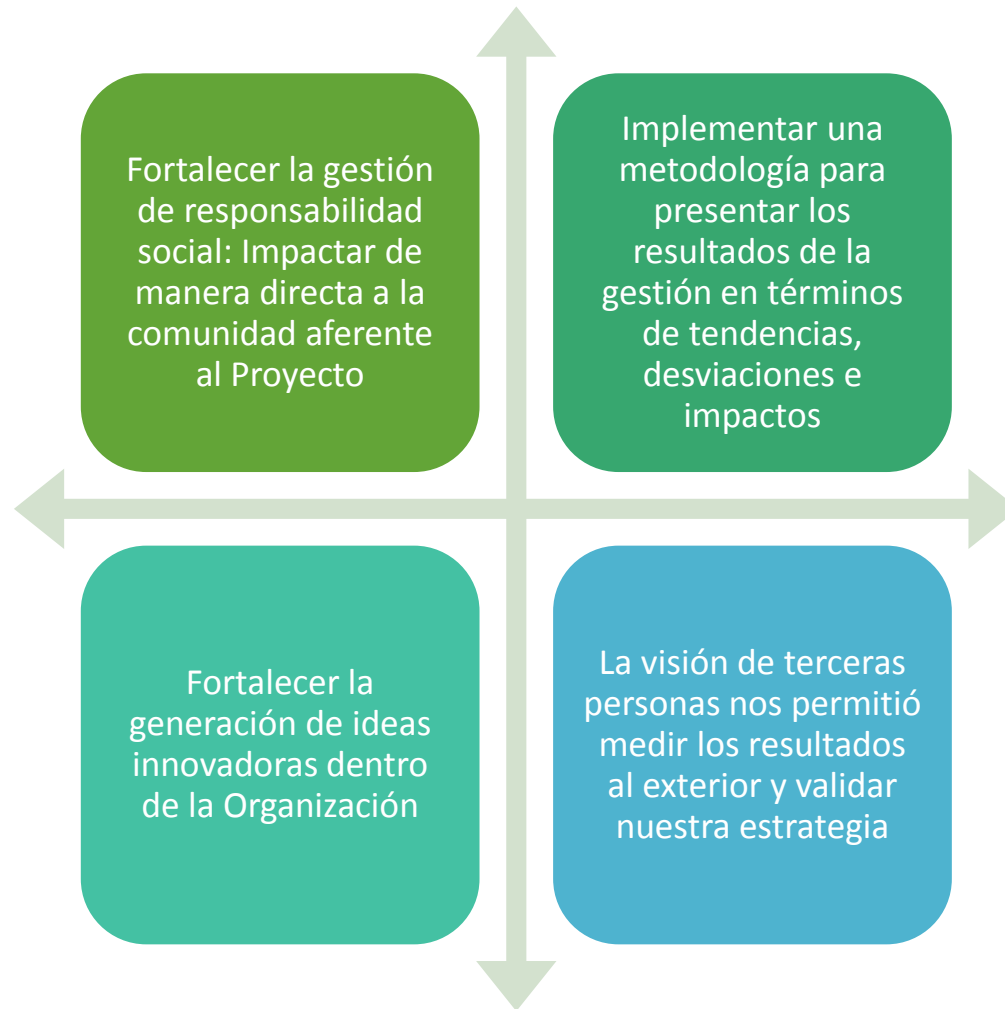 Fortalecer la gestión
de responsabilidad
social: Impactar de
manera directa a la
comunidad aferente
al Proyecto
Implementar una
metodología para
presentar los
resultados de la
gestión en términos
de tendencias,
desviaciones e
impactos
Fortalecer la
generación de ideas
innovadoras dentro
de la Organización
La visión de terceras
personas nos permitió
medir los resultados
al exterior y validar
nuestra estrategia